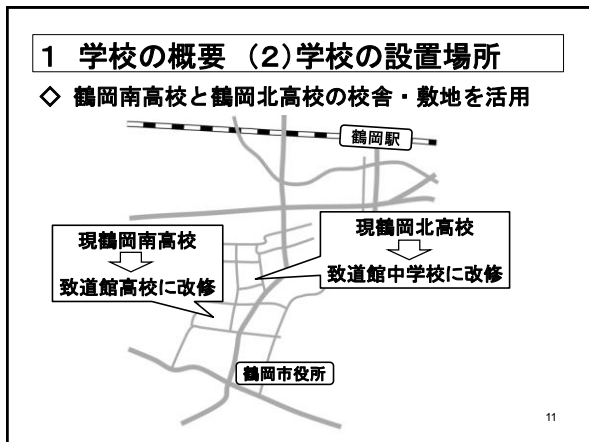 1 学校の概要 (2)学校の設置場所
◇ 鶴岡南高校と鶴岡北高校の校舎・敷地を活用
鶴岡駅
現鶴岡南高校
致道館高校に改修
現鶴岡北高校
致道館中学校に改修
鶴岡市役所
11